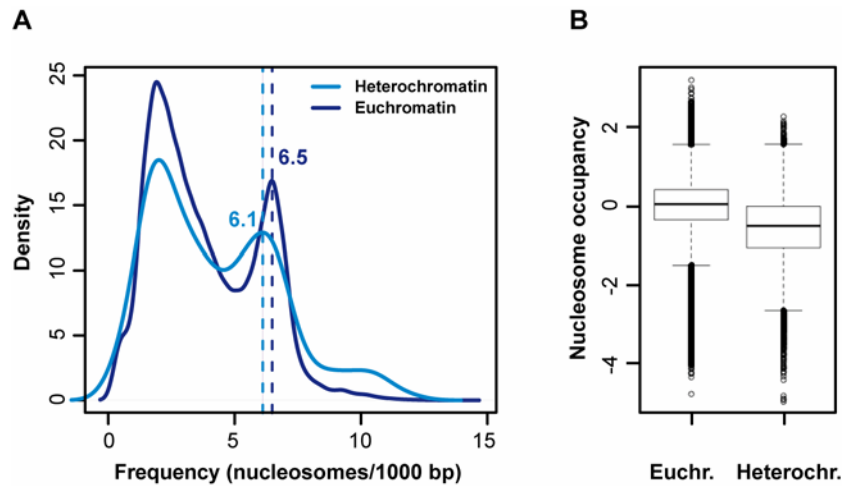 A
25
20
15
10
5
0
Density
Heterochromatin
Euchromatin
6.5
6.1
0 5 10 15
Frequency (nucleosomes/1000 bp)
B
2
0
-2
-4
Nucleosome occupancy
Euchr. Heterochr.